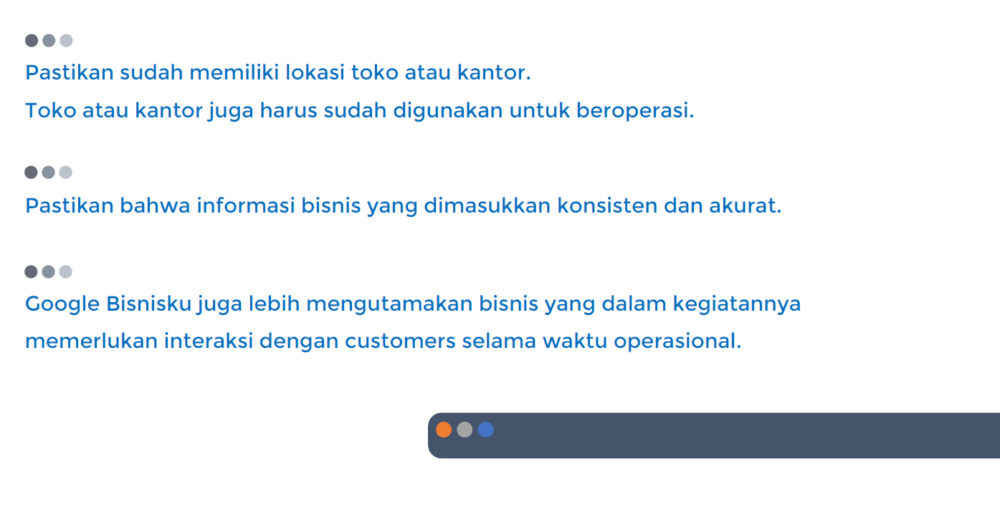 Pastikan sudah memiliki lokasi toko atau kantor.
Toko atau kantor juga harus sudah digunakan untuk beroperasi.
Pastikan bahwa informasi bisnis yang dimasukkan konsisten dan akurat.
Google Bisnisku juga lebih mengutamakan bisnis yang dalam kegiatannya
memerlukan interaksi dengan customers selama waktu operasional.